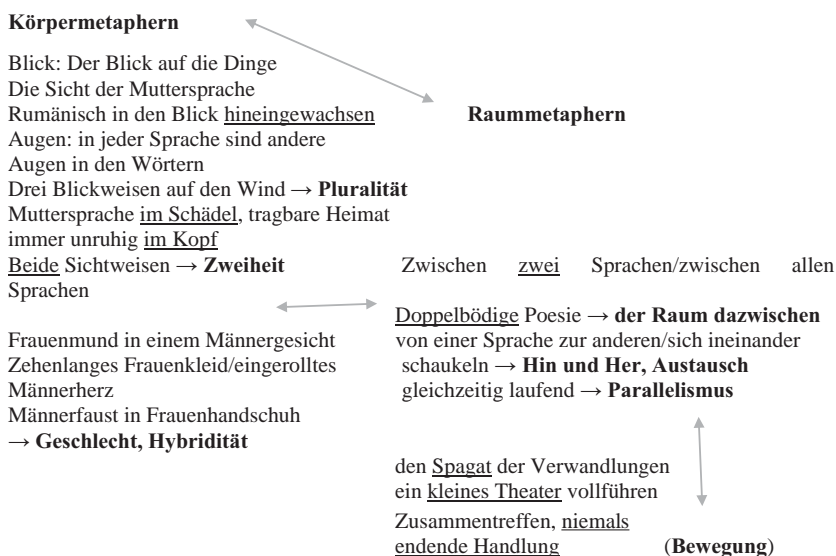 Körpermetaphern
Blick: Der Blick auf die Dinge
Die Sicht der Muttersprache
Rumänisch in den Blick hineingewachsen
Raummetaphern
Augen: in jeder Sprache sind andere
Augen in den Wörtern
Drei Blickweisen auf den Wind → Pluralität
Muttersprache im Schädel, tragbare Heimat
immer unruhig im Kopf
Beide Sichtweisen → Zweiheit
Zwischen zwei Sprachen/zwischen allen
Sprachen
Doppelbödige Poesie → der Raum dazwischen
von einer Sprache zur anderen/sich ineinander
schaukeln → Hin und Her, Austausch
gleichzeitig laufend → Parallelismus
Frauenmund in einem Männergesicht
Zehenlanges Frauenkleid/eingerolltes
Männerherz
Männerfaust in Frauenhandschuh
→ Geschlecht, Hybridität
den Spagat der Verwandlungen
ein kleines Theater vollführen
Zusammentreffen, niemals
endende Handlung (Bewegung)